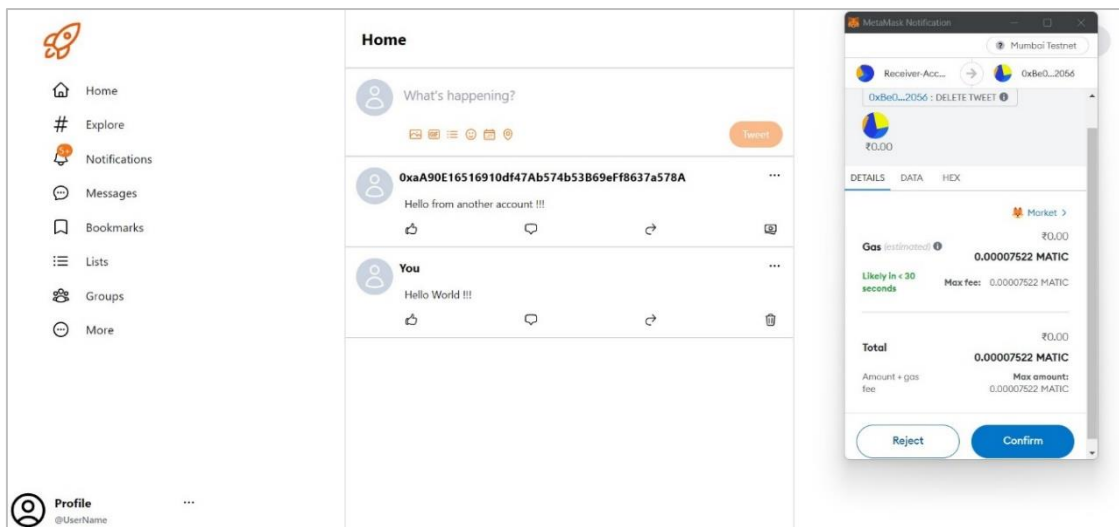 Home
Explore
5+
Notifications
Messages
Bookmarks
Lists
Groups
More
Profile
...
@UserName
Home
What's happening?
Tweet
0xaA90E16516910df47Ab574b53B69eFf8637a578A
...
Hello from another account !!!
You
...
Hello World !!!
MetaMask Notification
Mumbai Testnet
Receiver-Acc...
0xBe0...2056
0xBe0...2056 : DELETE TWEET
₹0.00
DETAILS DATA HEX
Market >
₹0.00
Gas (estimated)
0.00007522 MATIC
Likely in < 30
seconds
Max fee: 0.00007522 MATIC
₹0.00
Total
0.00007522 MATIC
Amount + gas
fee
Max amount:
0.00007522 MATIC
Reject
Confirm